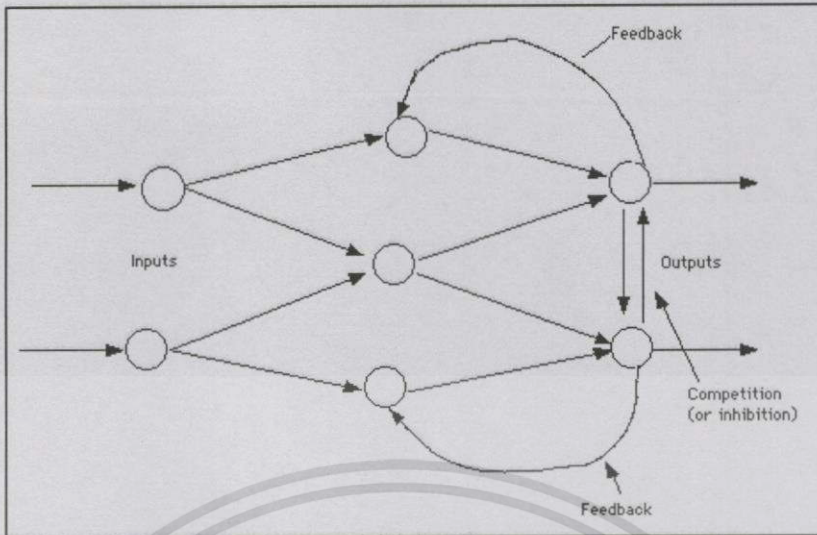 Feedback
Inputs
Outputs
Competition
(or inhibition)
Feedback